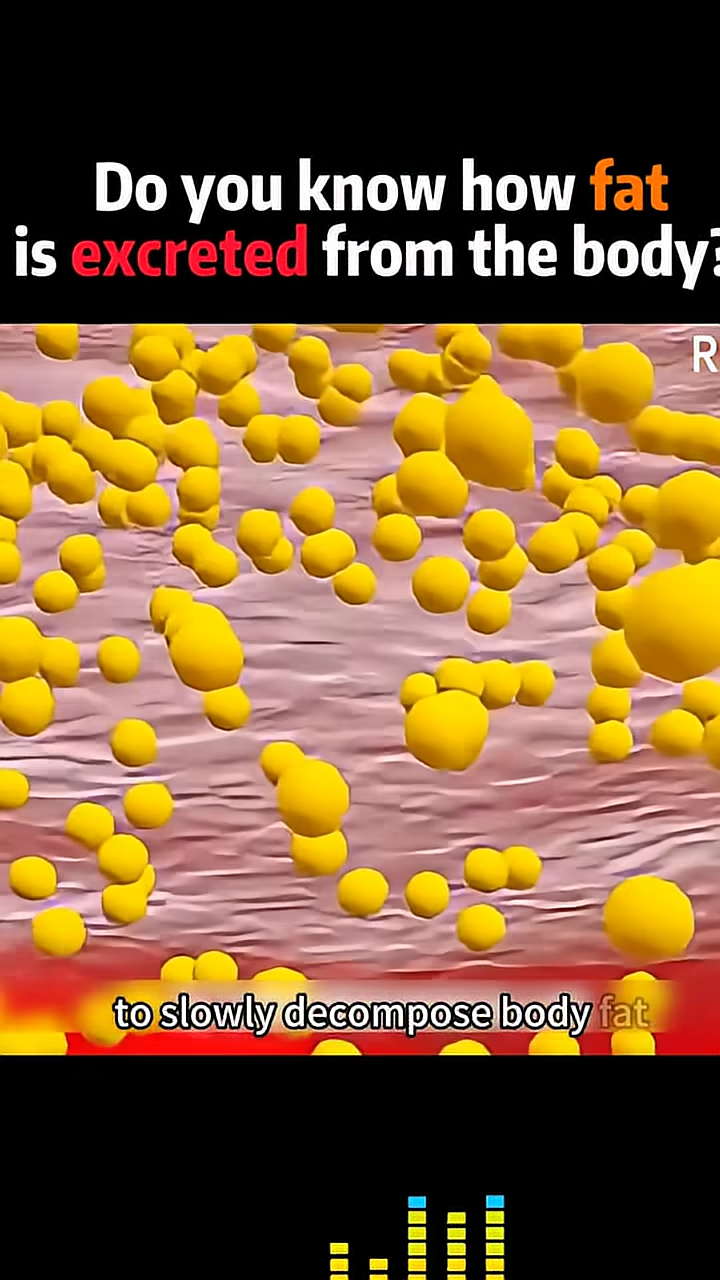 Do you know how fat
is excreted from the body?
R
to slowly decompose body fat